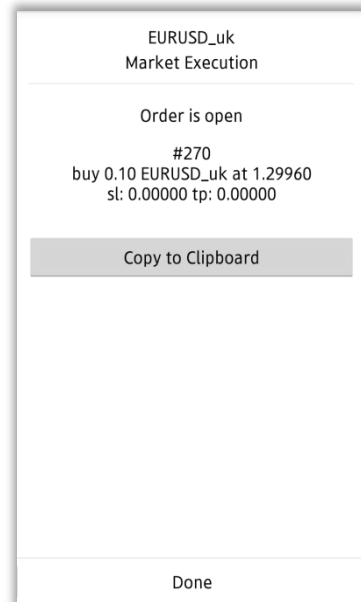 EURUSD_uk
Market Execution
Order is open
#270
buy 0.10 EURUSD_uk at 1.29960
sl: 0.00000 tp: 0.00000
Copy to Clipboard
Done